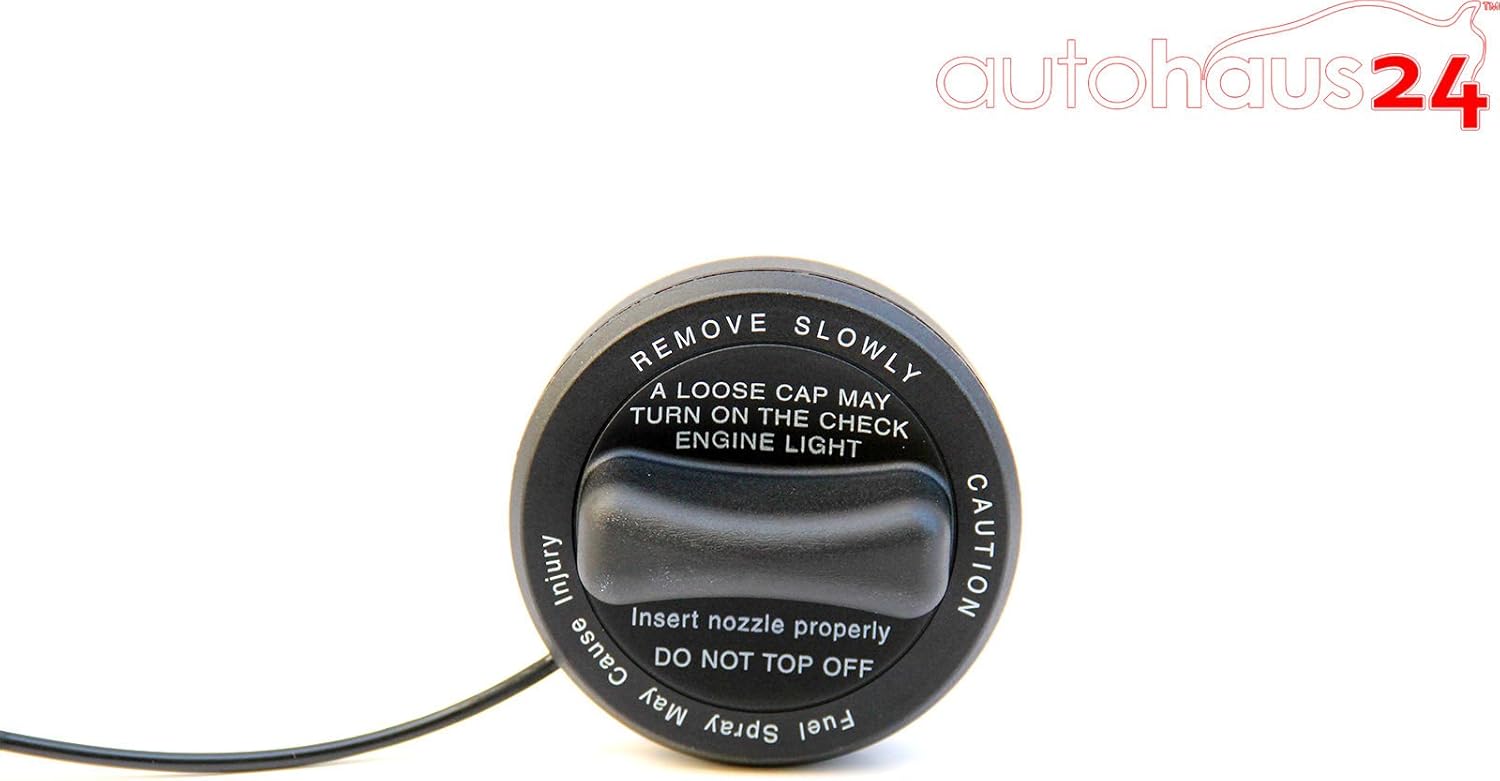 autohaus24™
REMOVE SLOWLY
A LOOSE CAP MAY
TURN ON THE CHECK
ENGINE LIGHT
CAUTION
Insert nozzle properly
DO NOT TOP OFF
Fuel Spray May Cause Injury